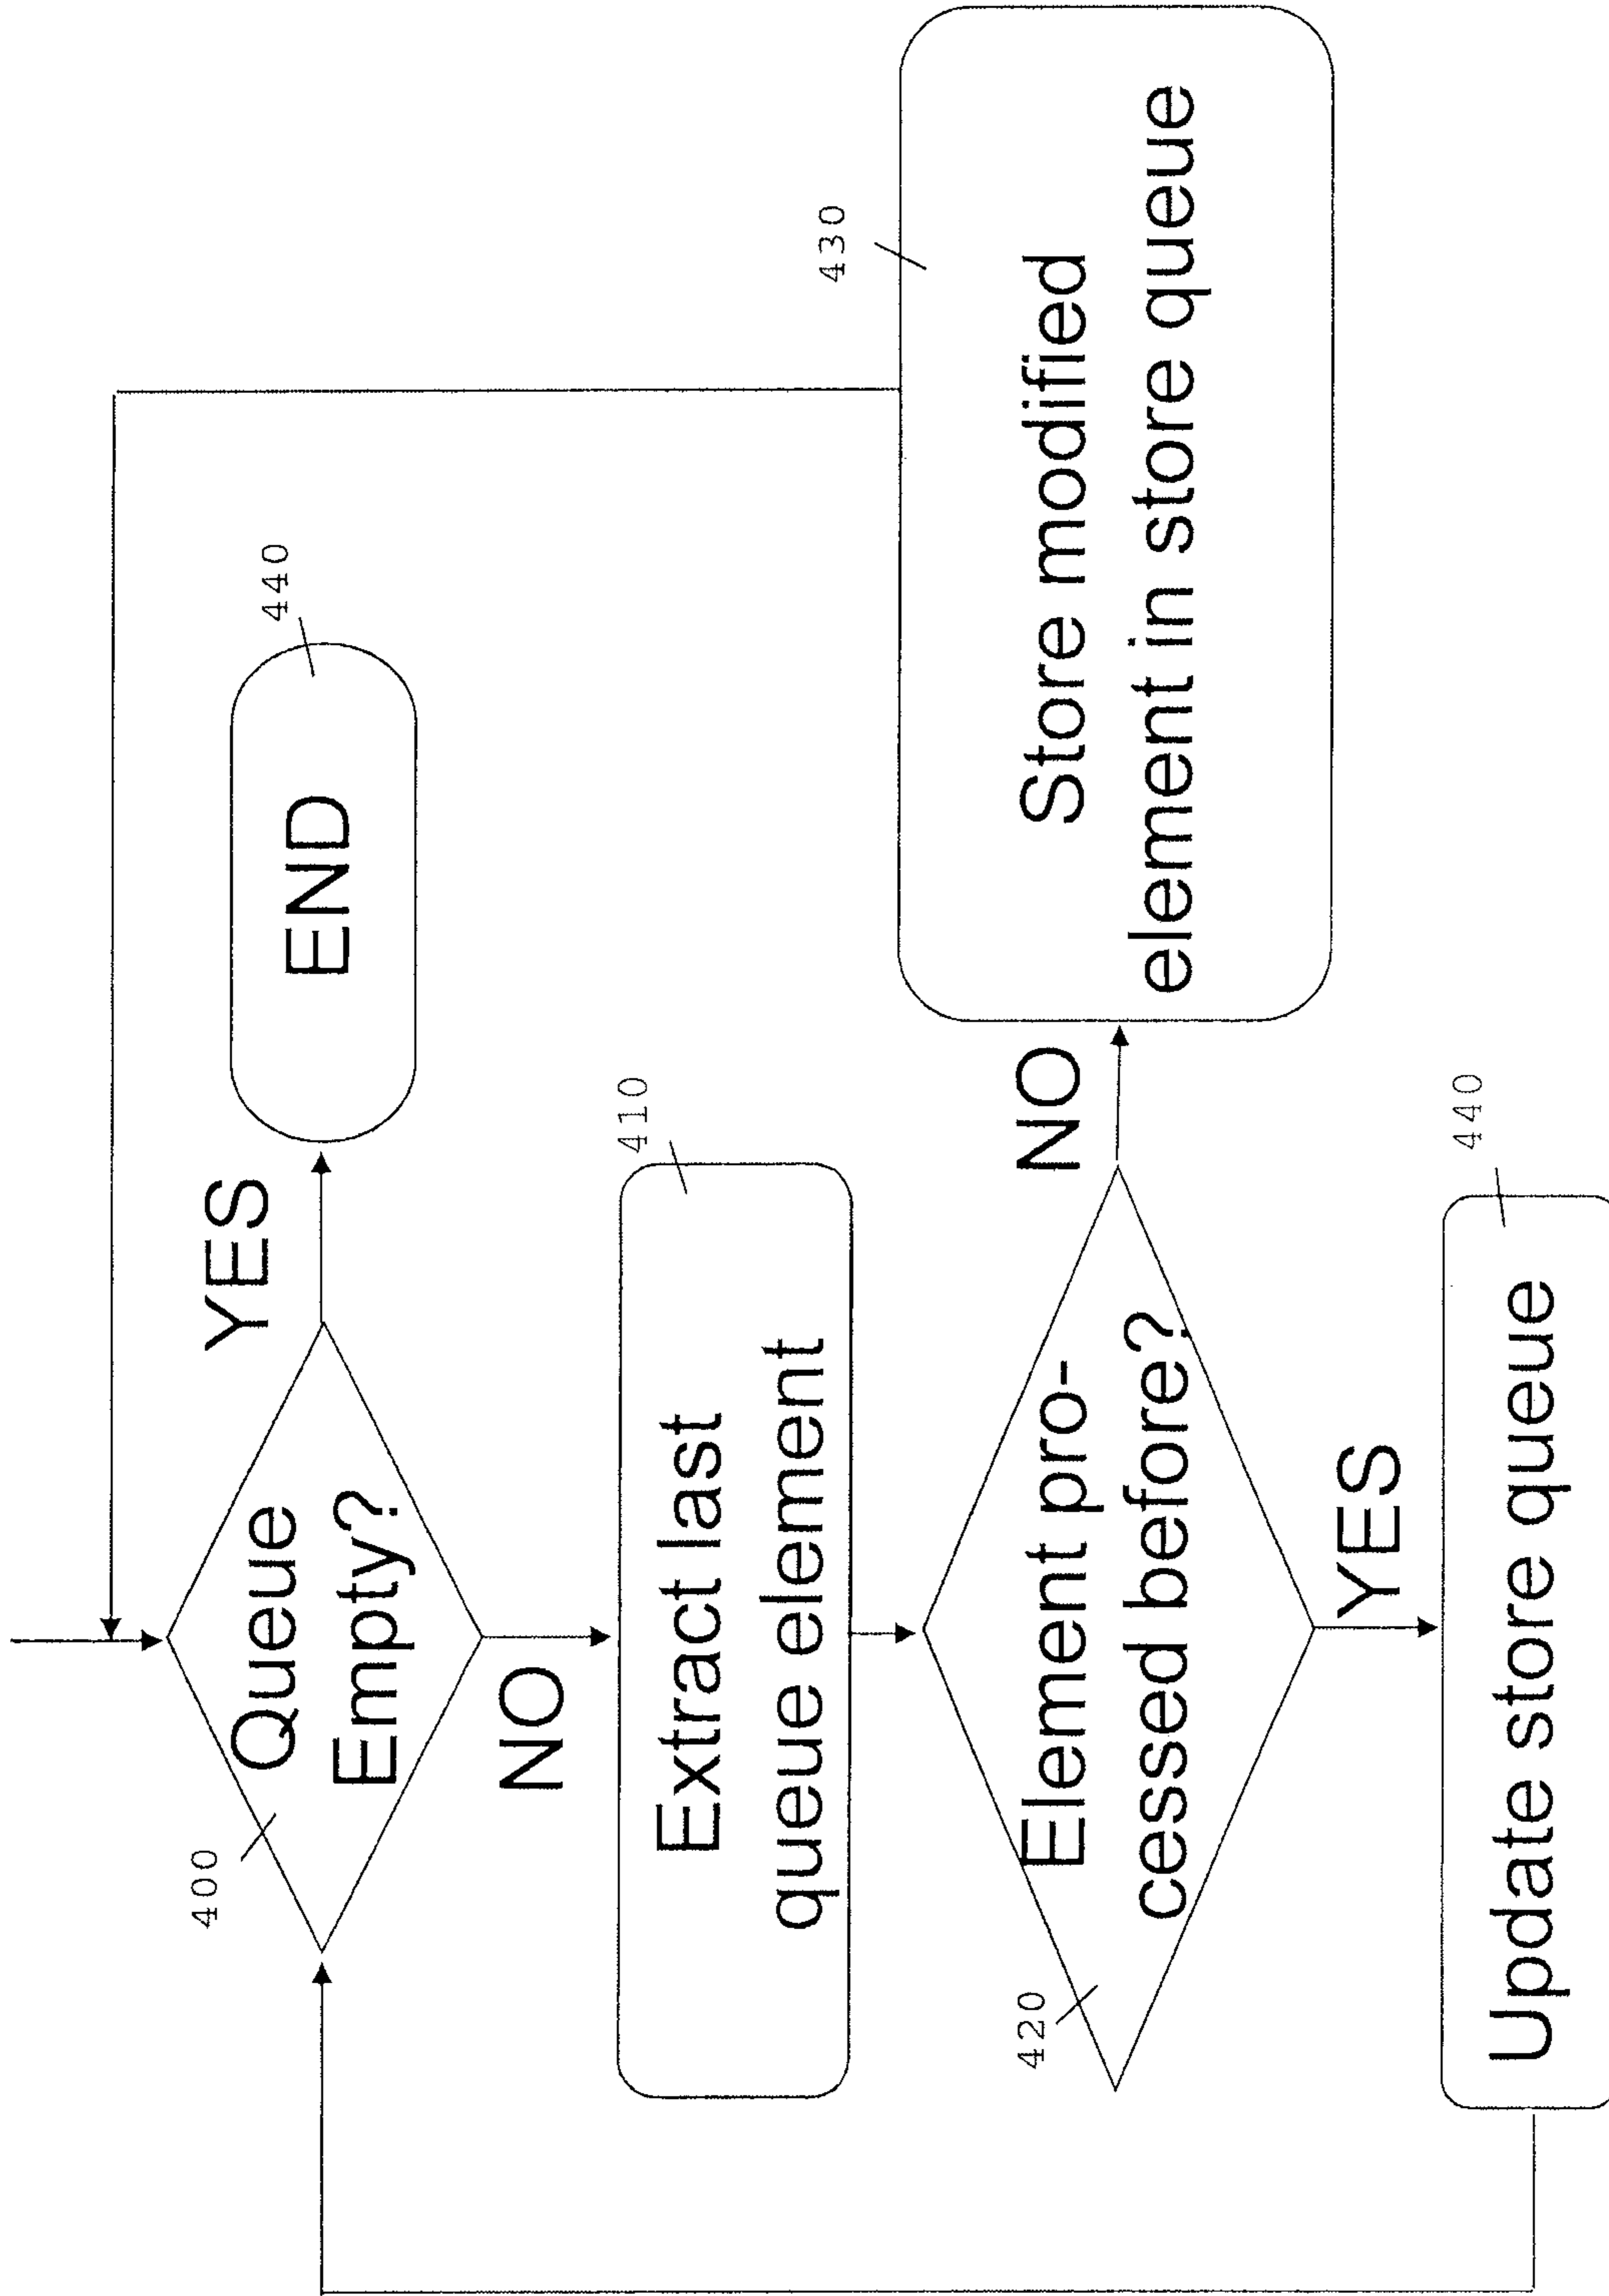 400
Queue
Empty?
YES
END
440
NO
Extract last
queue element
410
420
Element pro-
cessed before?
NO
Store modified
element in store queue
430
YES
Update store queue
440